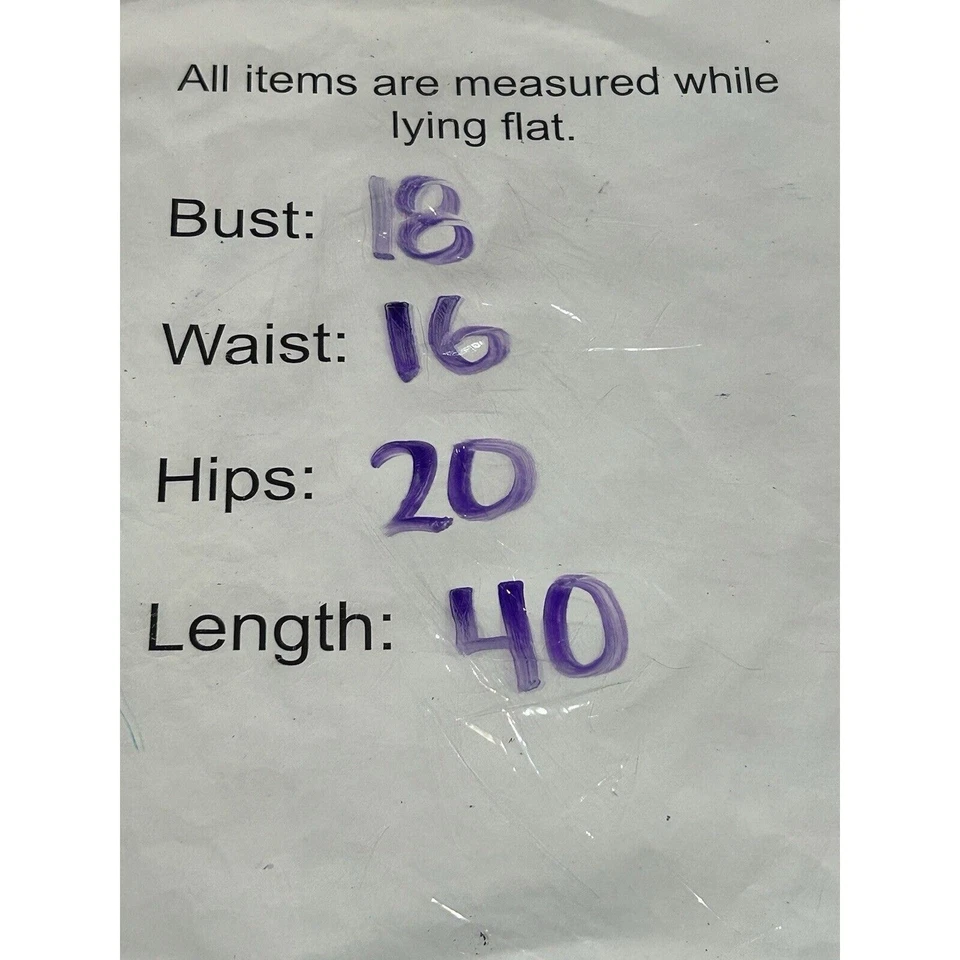 All items are measured while
lying flat.
Bust: 18
Waist: 16
Hips: 20
Length: 40